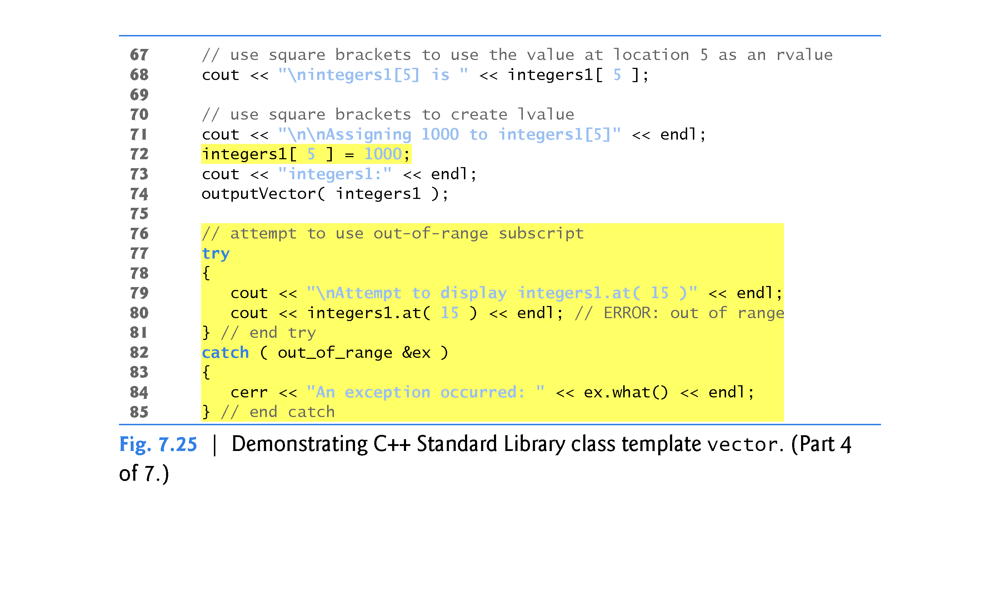 67 // use square brackets to use the value at location 5 as an rvalue
68 cout << "\nintegers1[5] is " << integers1[ 5 ];
69
70 // use square brackets to create lvalue
71 cout << "\n\nAssigning 1000 to integers1[5]" << endl;
72 integers1[ 5 ] = 1000;
73 cout << "integers1:" << endl;
74 outputVector( integers1 );
75
76 // attempt to use out-of-range subscript
77 try
78 {
79 cout << "\nAttempt to display integers1.at( 15 )" << endl;
80 cout << integers1.at( 15 ) << endl; // ERROR: out of range
81 } // end try
82 catch ( out_of_range &ex )
83 {
84 cerr << "An exception occurred: " << ex.what() << endl;
85 } // end catch
Fig. 7.25 | Demonstrating C++ Standard Library class template vector. (Part 4
of 7.)